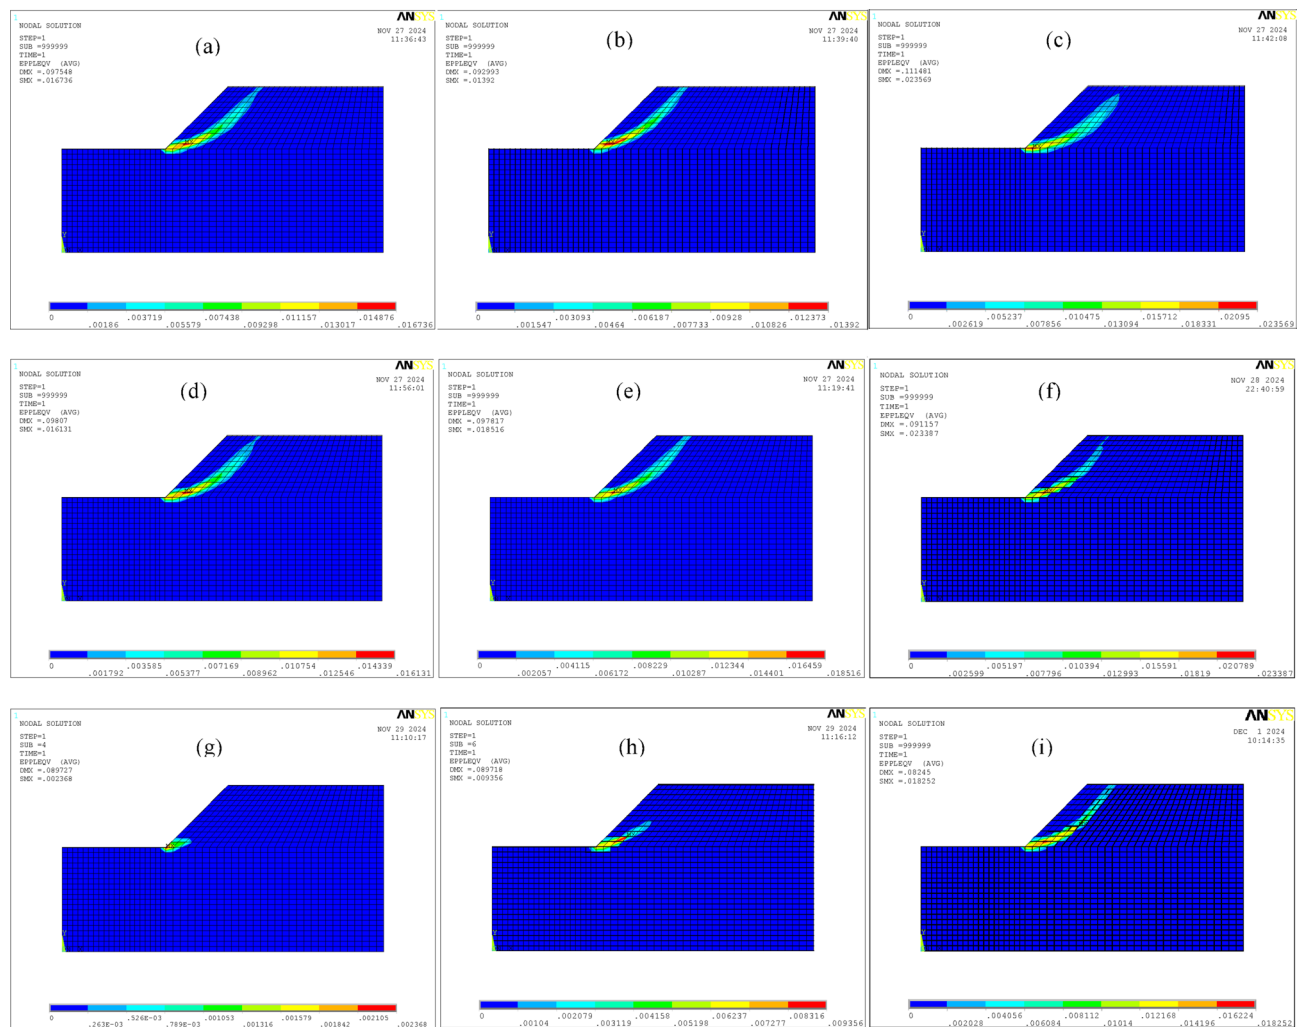 1
NODAL SOLUTION
STEP=1
SUB =999999
TIME=1
EPPLEQV (AVG)
DMX =.097548
SMX =.016736
(a)
ANSYS
NOV 27 2024
11:36:43
Y
0 .003719 .007438 .011157 .014876
.00186 .005579 .009298 .013017 .016736
NODAL SOLUTION
STEP=1
SUB =999999
TIME=1
EPPLEQV (AVG)
DMX =.092993
SMX =.01392
(b)
ANSYS
NOV 27 2024
11:39:40
Y
0 .003093 .006187 .00928 .012373
.001547 .00464 .007733 .010826 .01392
1
NODAL SOLUTION
STEP=1
SUB =999999
TIME=1
EPPLEQV (AVG)
DMX =.111481
SMX =.023569
(c)
ANSYS
NOV 27 2024
11:42:08
Y
0 .005237 .010475 .015712 .02095
.002619 .007856 .013094 .018331 .023569
1
NODAL SOLUTION
STEP=1
SUB =999999
TIME=1
EPPLEQV (AVG)
DMX =.09807
SMX =.016131
(d)
ANSYS
NOV 27 2024
11:56:01
Y
0 .003585 .007169 .010754 .014339
.001792 .005377 .008962 .012546 .016131
1
NODAL SOLUTION
STEP=1
SUB =999999
TIME=1
EPPLEQV (AVG)
DMX =.097817
SMX =.018516
(e)
ANSYS
NOV 27 2024
11:19:41
Y
0 .004115 .008229 .012344 .016459
.002057 .006172 .010287 .014401 .018516
1
NODAL SOLUTION
STEP=1
SUB =999999
TIME=1
EPPLEQV (AVG)
DMX =.091157
SMX =.023387
(f)
ANSYS
NOV 28 2024
22:40:59
Y
0 .005197 .010394 .015591 .020789
.002599 .007796 .012993 .01819 .023387
1
NODAL SOLUTION
STEP=1
SUB =4
TIME=1
EPPLEQV (AVG)
DMX =.089727
SMX =.002368
(g)
ANSYS
NOV 29 2024
11:10:17
Y
0 .526E-03 .001053 .001579 .002105
.263E-03 .789E-03 .001316 .001842 .002368
1
NODAL SOLUTION
STEP=1
SUB =6
TIME=1
EPPLEQV (AVG)
DMX =.089718
SMX =.009356
(h)
ANSYS
NOV 29 2024
11:16:12
Y
0 .002079 .004158 .006237 .008316
.00104 .003119 .005198 .007277 .009356
1
NODAL SOLUTION
STEP=1
SUB =999999
TIME=1
EPPLEQV (AVG)
DMX =.08245
SMX =.018252
(i)
ANSYS
DEC 1 2024
10:14:35
Y
0 .004056 .008112 .012168 .016224
.002028 .006084 .01014 .014196 .018252